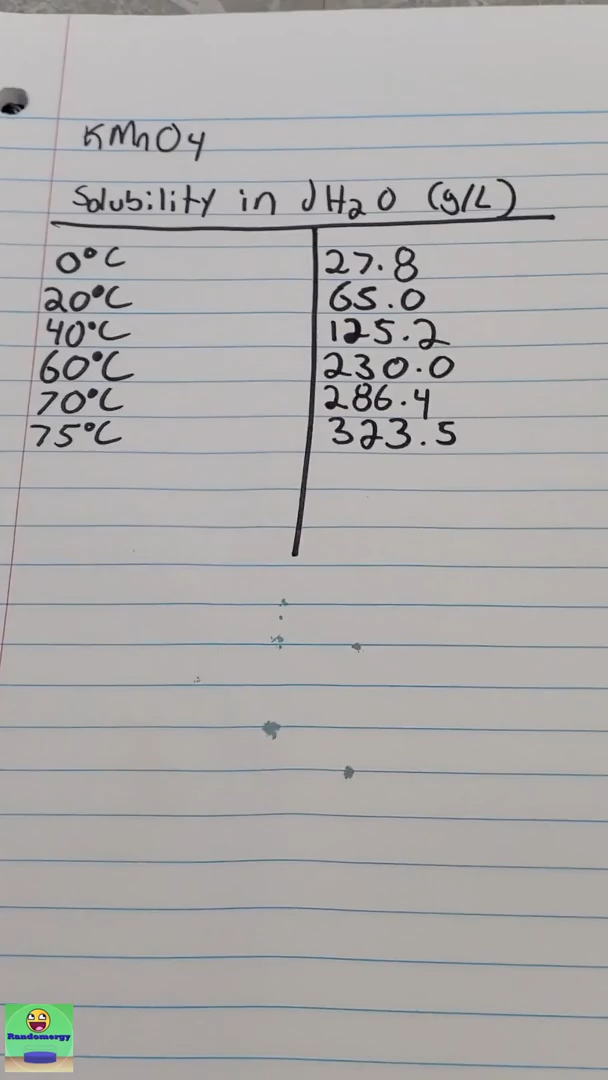 KMnO4
Solubility in dH2O (g/L)
0°C 27.8
20°C 65.0
40°C 125.2
60°C 230.0
70°C 286.4
75°C 323.5
Randomergy